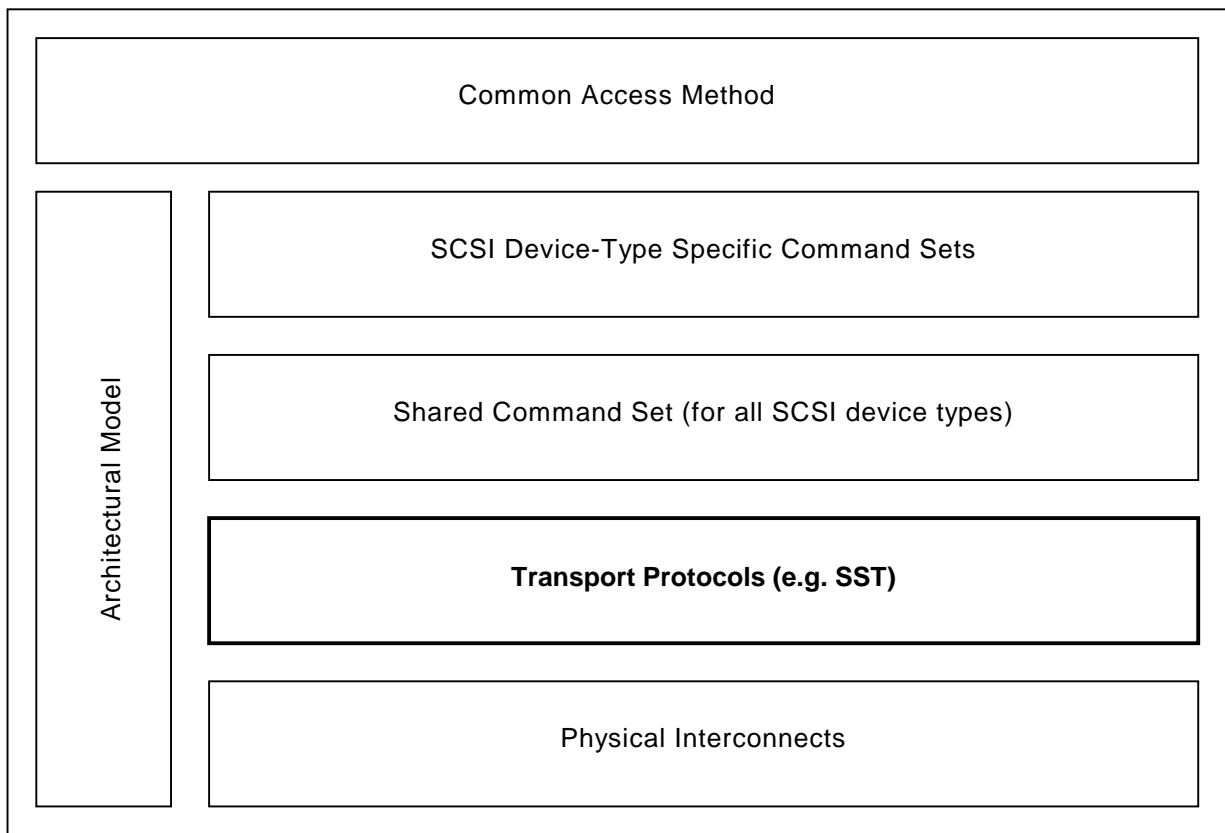 Common Access Method
Architectural Model
SCSI Device-Type Specific Command Sets
Shared Command Set (for all SCSI device types)
Transport Protocols (e.g. SST)
Physical Interconnects